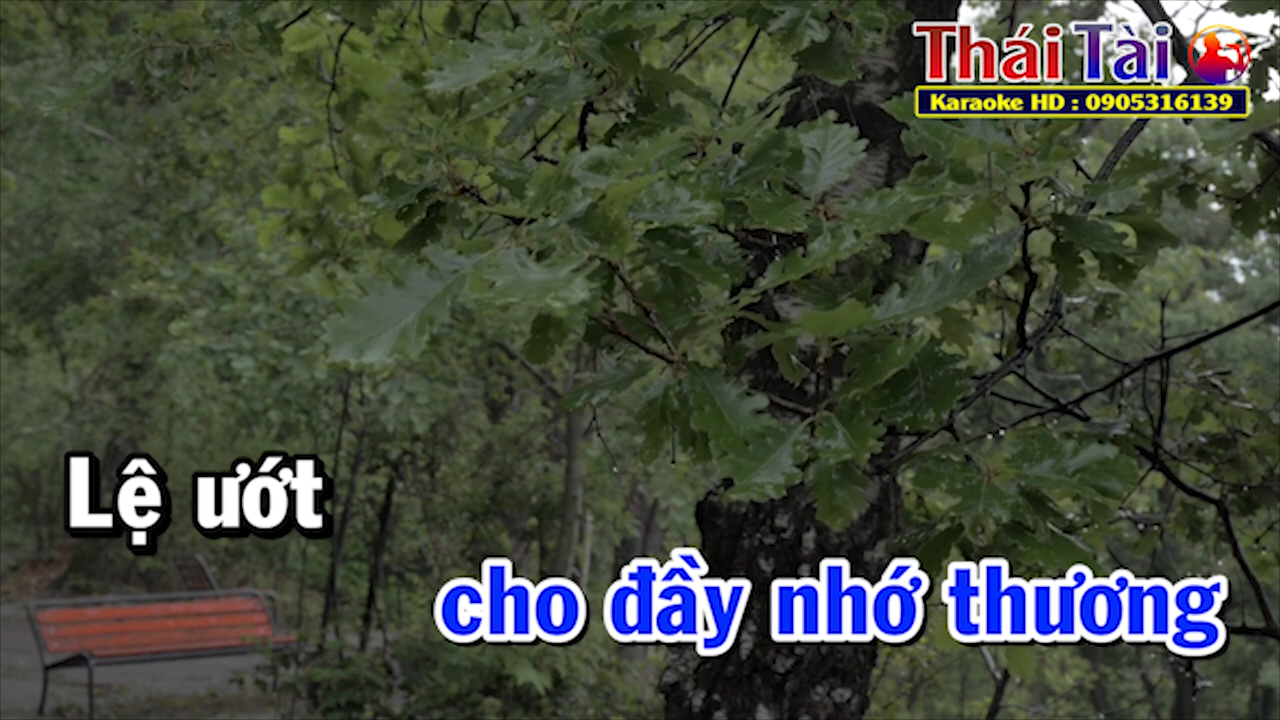 Thái Tài
Karaoke HD : 0905316139
Lệ ướt
cho đầy nhớ thương